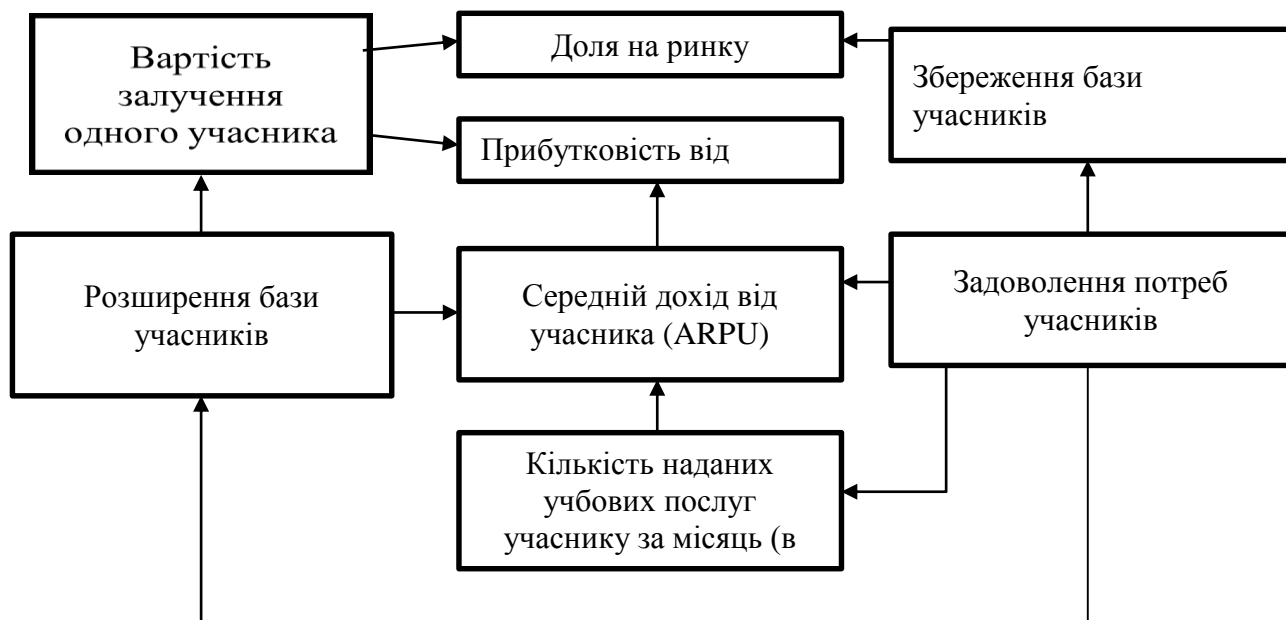 Вартість
залучення
одного учасника
Доля на ринку
Збереження бази
учасників
Прибутковість від
Розширення бази
учасників
Середній дохід від
учасника (ARPU)
Задоволення потреб
учасників
Кількість наданих
учбових послуг
учаснику за місяць (в